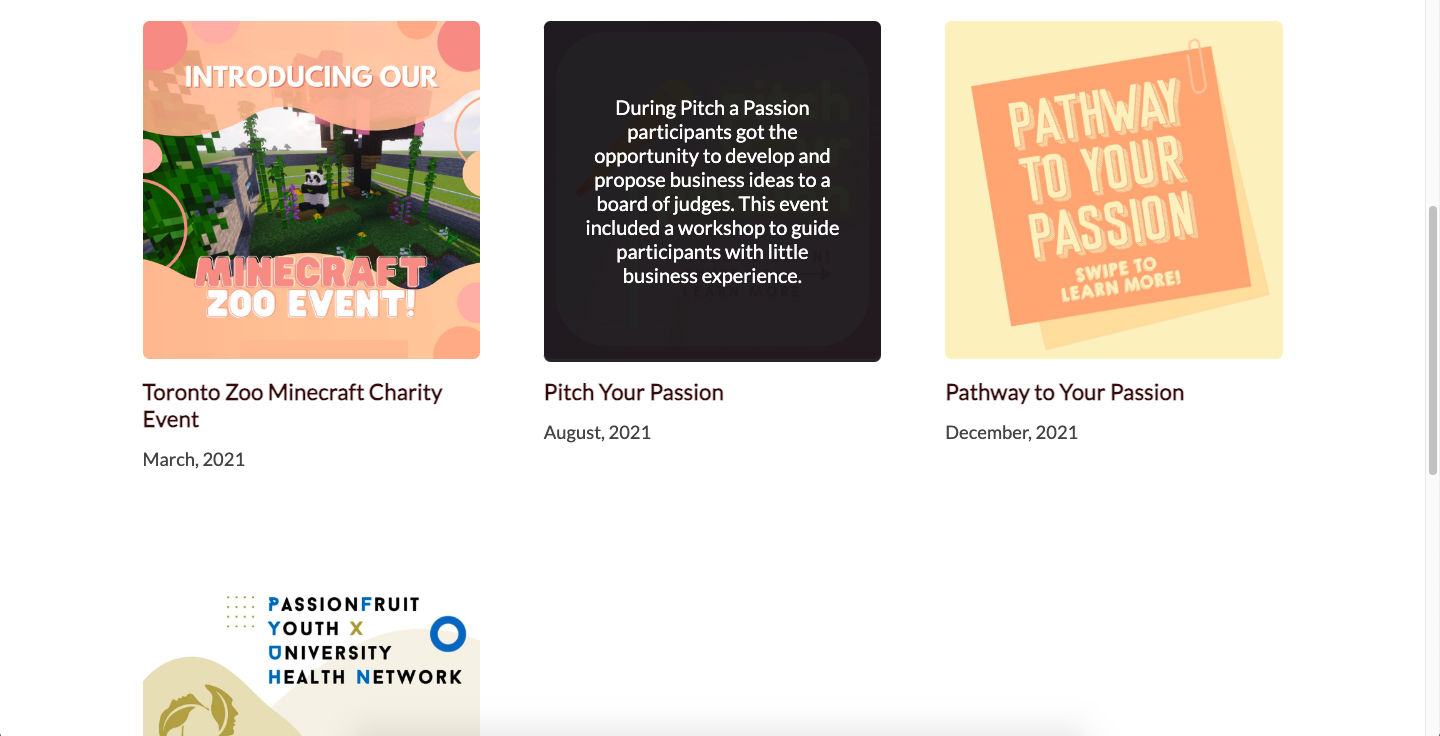 INTRODUCING OUR
MINECRAFT
ZOO EVENT!
Toronto Zoo Minecraft Charity
Event
March, 2021
During Pitch a Passion
participants got the
opportunity to develop and
propose business ideas to a
board of judges. This event
included a workshop to guide
participants with little
business experience.
Pitch Your Passion
August, 2021
PATHWAY
TO YOUR
PASSION
SWIPE TO
LEARN MORE!
Pathway to Your Passion
December, 2021
PASSIONFRUIT
YOUTH X
UNIVERSITY
HEALTH NETWORK